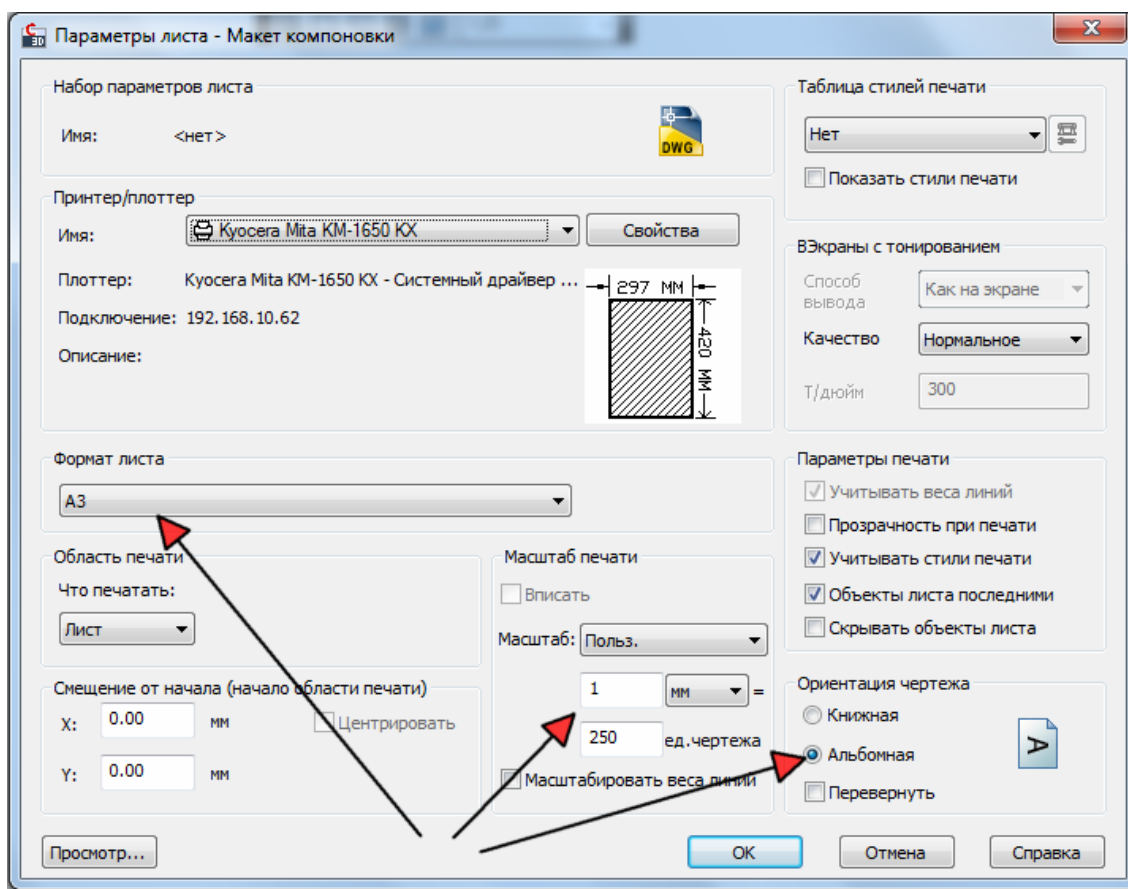 Параметры листа - Макет компоновки
Набор параметров листа
Имя: <нет>
DWG
Таблица стилей печати
Нет
Показать стили печати
Принтер/плоттер
Имя: Kyocera Mita KM-1650 KX Свойства
Плоттер: Kyocera Mita KM-1650 KX - Системный драйвер ...
Подключение: 192.168.10.62
Описание:
297 MM
420 MM
ВЭкраны с тонированием
Способ вывода Как на экране
Качество Нормальное
Т/дюйм 300
Формат листа
A3
Параметры печати
Учитывать веса линий
Прозрачность при печати
Учитывать стили печати
Объекты листа последними
Скрывать объекты листа
Область печати
Что печатать:
Лист
Масштаб печати
Вписать
Масштаб: Польз.
1 мм =
250 ед.чертежа
Масштабировать веса линий
Смещение от начала (начало области печати)
X: 0.00 мм Центрировать
Y: 0.00 мм
Ориентация чертежа
Книжная
Альбомная
Перевернуть
A
Просмотр... ОК Отмена Справка